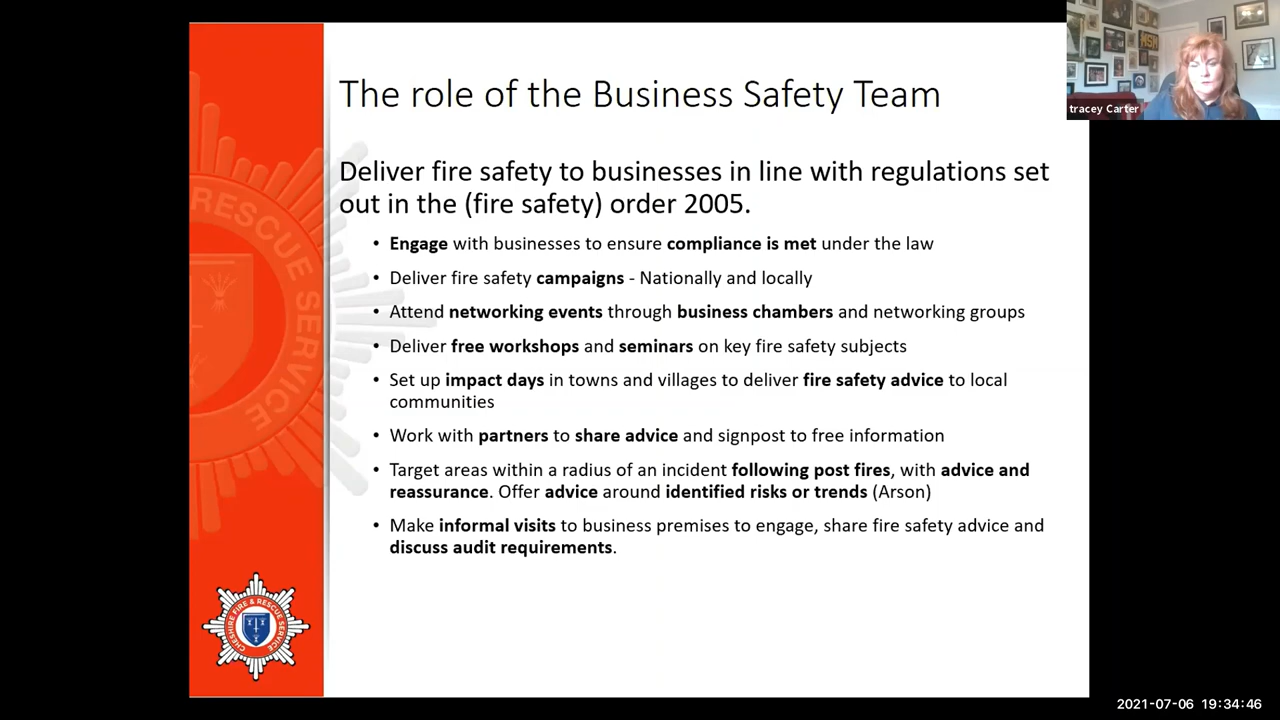 tracey Carter
The role of the Business Safety Team
Deliver fire safety to businesses in line with regulations set
out in the (fire safety) order 2005.
• Engage with businesses to ensure compliance is met under the law
• Deliver fire safety campaigns - Nationally and locally
• Attend networking events through business chambers and networking groups
• Deliver free workshops and seminars on key fire safety subjects
• Set up impact days in towns and villages to deliver fire safety advice to local
communities
• Work with partners to share advice and signpost to free information
• Target areas within a radius of an incident following post fires, with advice and
reassurance. Offer advice around identified risks or trends (Arson)
• Make informal visits to business premises to engage, share fire safety advice and
discuss audit requirements.
RESCUE SERVICE
CHESHIRE FIRE & RESCUE SERVICE
2021-07-06 19:34:46